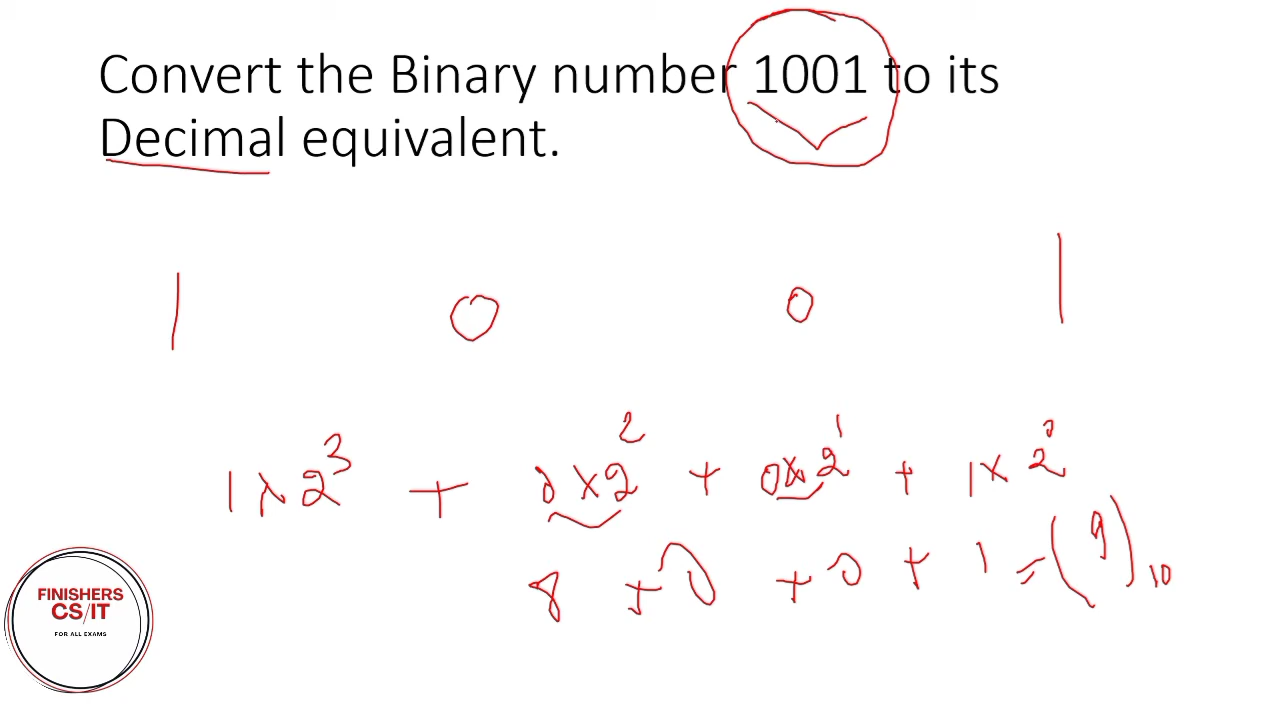 Convert the Binary number 1001 to its
Decimal equivalent.
1 0 0 1
1 × 2³ + 0 × 2² + 0 × 2¹ + 1 × 2⁰
8 + 0 + 0 + 1 = (9)₁₀
FINISHERS
CS/IT
FOR ALL EXAMS